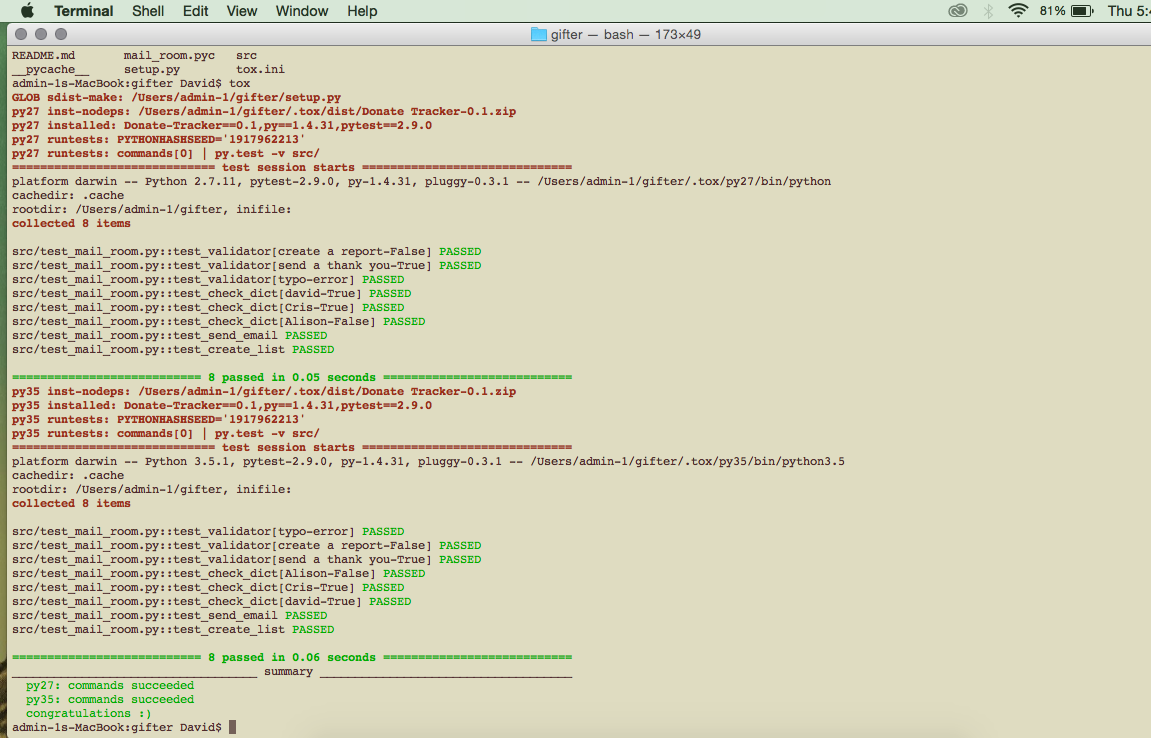 Terminal Shell Edit View Window Help 81% Thu 5:4
gifter — bash — 173×49
README.md mail_room.pyc src
__pycache__ setup.py tox.ini
admin-1s-MacBook:gifter David$ tox
GLOB sdist-make: /Users/admin-1/gifter/setup.py
py27 inst-nodeps: /Users/admin-1/gifter/.tox/dist/Donate Tracker-0.1.zip
py27 installed: Donate-Tracker==0.1,py==1.4.31,pytest==2.9.0
py27 runtests: PYTHONHASHSEED='1917962213'
py27 runtests: commands[0] | py.test -v src/
============================= test session starts ==============================
platform darwin -- Python 2.7.11, pytest-2.9.0, py-1.4.31, pluggy-0.3.1 -- /Users/admin-1/gifter/.tox/py27/bin/python
cachedir: .cache
rootdir: /Users/admin-1/gifter, inifile:
collected 8 items
src/test_mail_room.py::test_validator[create a report-False] PASSED
src/test_mail_room.py::test_validator[send a thank you-True] PASSED
src/test_mail_room.py::test_validator[typo-error] PASSED
src/test_mail_room.py::test_check_dict[david-True] PASSED
src/test_mail_room.py::test_check_dict[Cris-True] PASSED
src/test_mail_room.py::test_check_dict[Alison-False] PASSED
src/test_mail_room.py::test_send_email PASSED
src/test_mail_room.py::test_create_list PASSED
=========================== 8 passed in 0.05 seconds ===========================
py35 inst-nodeps: /Users/admin-1/gifter/.tox/dist/Donate Tracker-0.1.zip
py35 installed: Donate-Tracker==0.1,py==1.4.31,pytest==2.9.0
py35 runtests: PYTHONHASHSEED='1917962213'
py35 runtests: commands[0] | py.test -v src/
============================= test session starts ==============================
platform darwin -- Python 3.5.1, pytest-2.9.0, py-1.4.31, pluggy-0.3.1 -- /Users/admin-1/gifter/.tox/py35/bin/python3.5
cachedir: .cache
rootdir: /Users/admin-1/gifter, inifile:
collected 8 items
src/test_mail_room.py::test_validator[typo-error] PASSED
src/test_mail_room.py::test_validator[create a report-False] PASSED
src/test_mail_room.py::test_validator[send a thank you-True] PASSED
src/test_mail_room.py::test_check_dict[Alison-False] PASSED
src/test_mail_room.py::test_check_dict[Cris-True] PASSED
src/test_mail_room.py::test_check_dict[david-True] PASSED
src/test_mail_room.py::test_send_email PASSED
src/test_mail_room.py::test_create_list PASSED
=========================== 8 passed in 0.06 seconds ===========================
___________________________________ summary ____________________________________
py27: commands succeeded
py35: commands succeeded
congratulations :)
admin-1s-MacBook:gifter David$